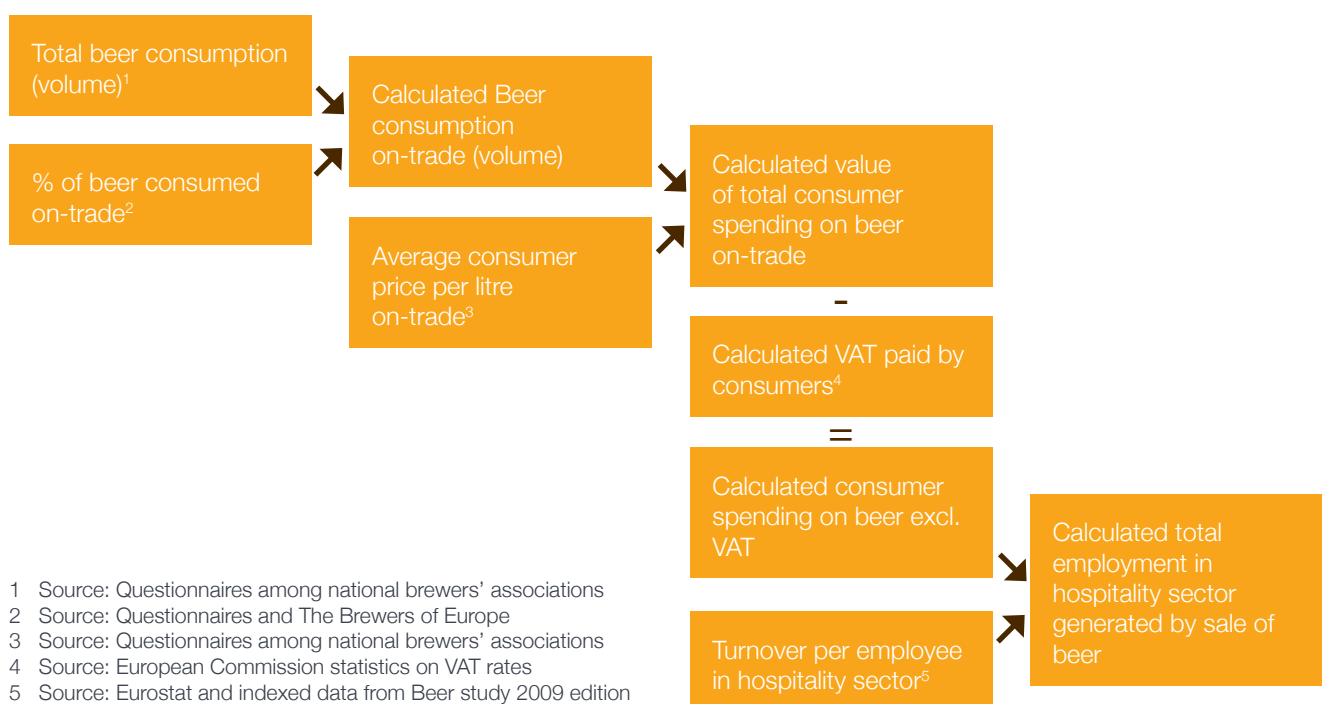 Total beer consumption
(volume)¹
% of beer consumed
on-trade²
Calculated Beer
consumption
on-trade (volume)
Average consumer
price per litre
on-trade³
Calculated value
of total consumer
spending on beer
on-trade
-
Calculated VAT paid by
consumers⁴
=
Calculated consumer
spending on beer excl.
VAT
Turnover per employee
in hospitality sector⁵
Calculated total
employment in
hospitality sector
generated by sale of
beer
1 Source: Questionnaires among national brewers’ associations
2 Source: Questionnaires and The Brewers of Europe
3 Source: Questionnaires among national brewers’ associations
4 Source: European Commission statistics on VAT rates
5 Source: Eurostat and indexed data from Beer study 2009 edition